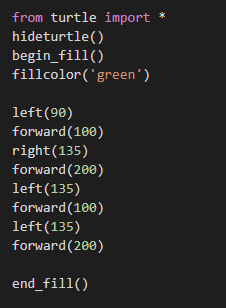 from turtle import *
hideturtle()
begin_fill()
fillcolor('green')
left(90)
forward(100)
right(135)
forward(200)
left(135)
forward(100)
left(135)
forward(200)
end_fill()